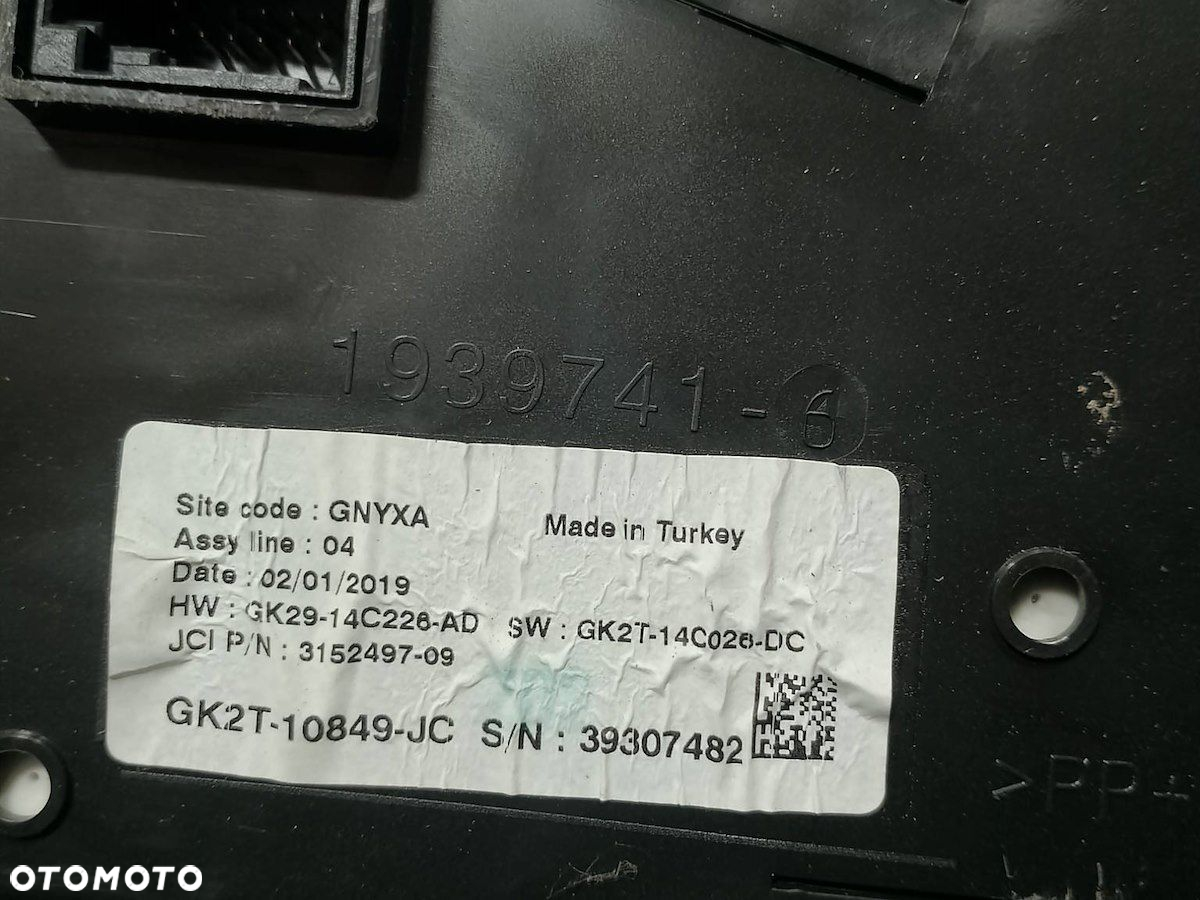 1939741-6
Site code : GNYXA
Made in Turkey
Assy line : 04
Date : 02/01/2019
HW : GK29-14C226-AD SW : GK2T-14C026-DC
JCI P/N : 3152497-09
GK2T-10849-JC S/N : 39307482
>PP+
OTOMOTO